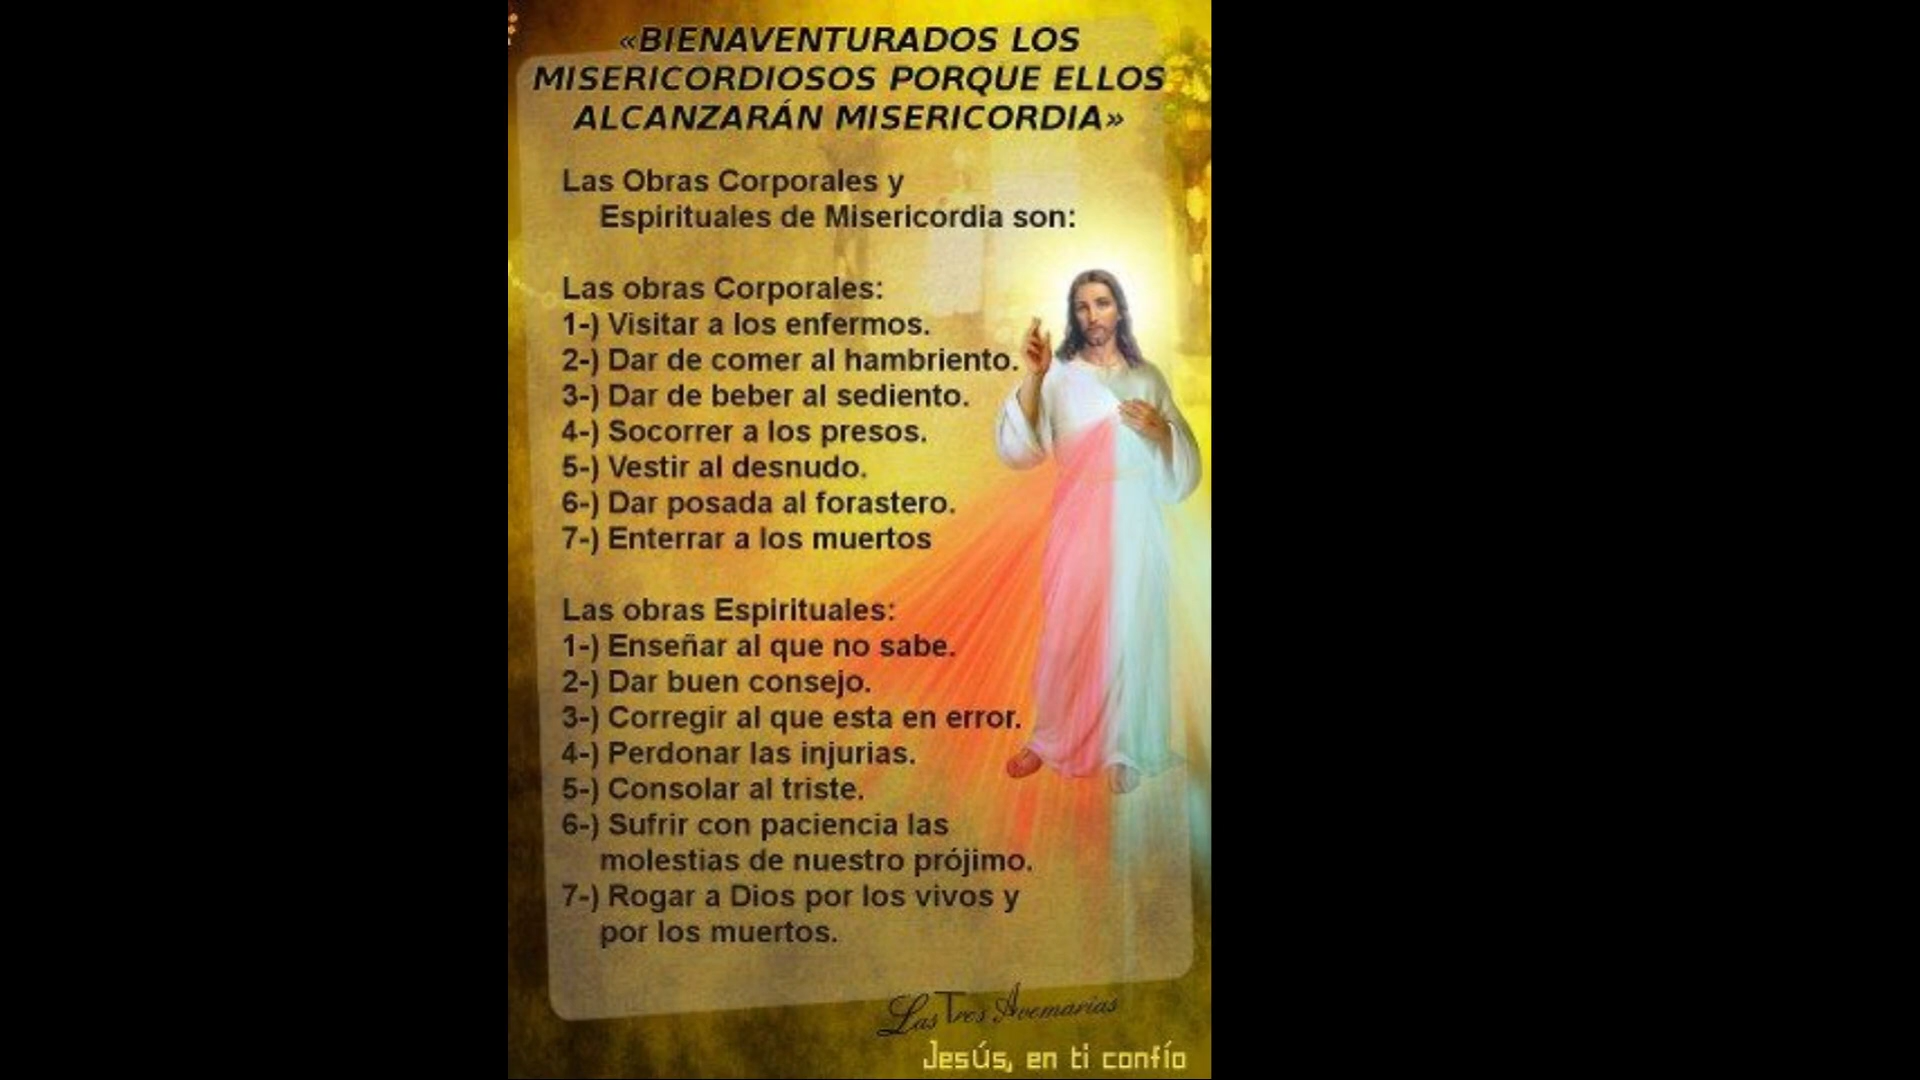 «BIENAVENTURADOS LOS
MISERICORDIOSOS PORQUE ELLOS
ALCANZARÁN MISERICORDIA»
Las Obras Corporales y
Espirituales de Misericordia son:
Las obras Corporales:
1-) Visitar a los enfermos.
2-) Dar de comer al hambriento.
3-) Dar de beber al sediento.
4-) Socorrer a los presos.
5-) Vestir al desnudo.
6-) Dar posada al forastero.
7-) Enterrar a los muertos
Las obras Espirituales:
1-) Enseñar al que no sabe.
2-) Dar buen consejo.
3-) Corregir al que esta en error.
4-) Perdonar las injurias.
5-) Consolar al triste.
6-) Sufrir con paciencia las
molestias de nuestro prójimo.
7-) Rogar a Dios por los vivos y
por los muertos.
Las Tres Avemarías
Jesús, en ti confío